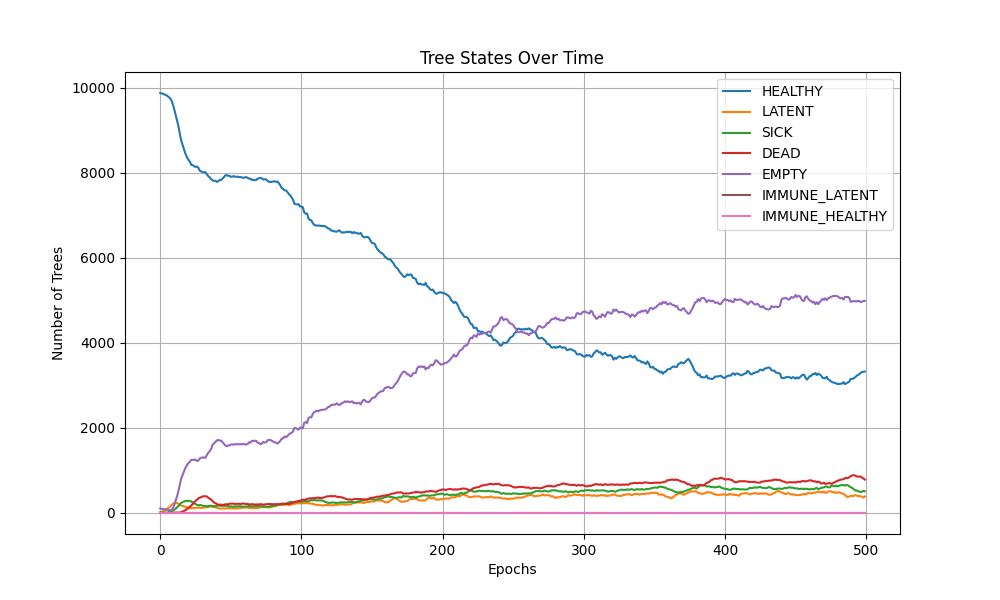 Tree States Over Time
Number of Trees
10000
8000
6000
4000
2000
0
HEALTHY
LATENT
SICK
DEAD
EMPTY
IMMUNE_LATENT
IMMUNE_HEALTHY
0 100 200 300 400 500
Epochs